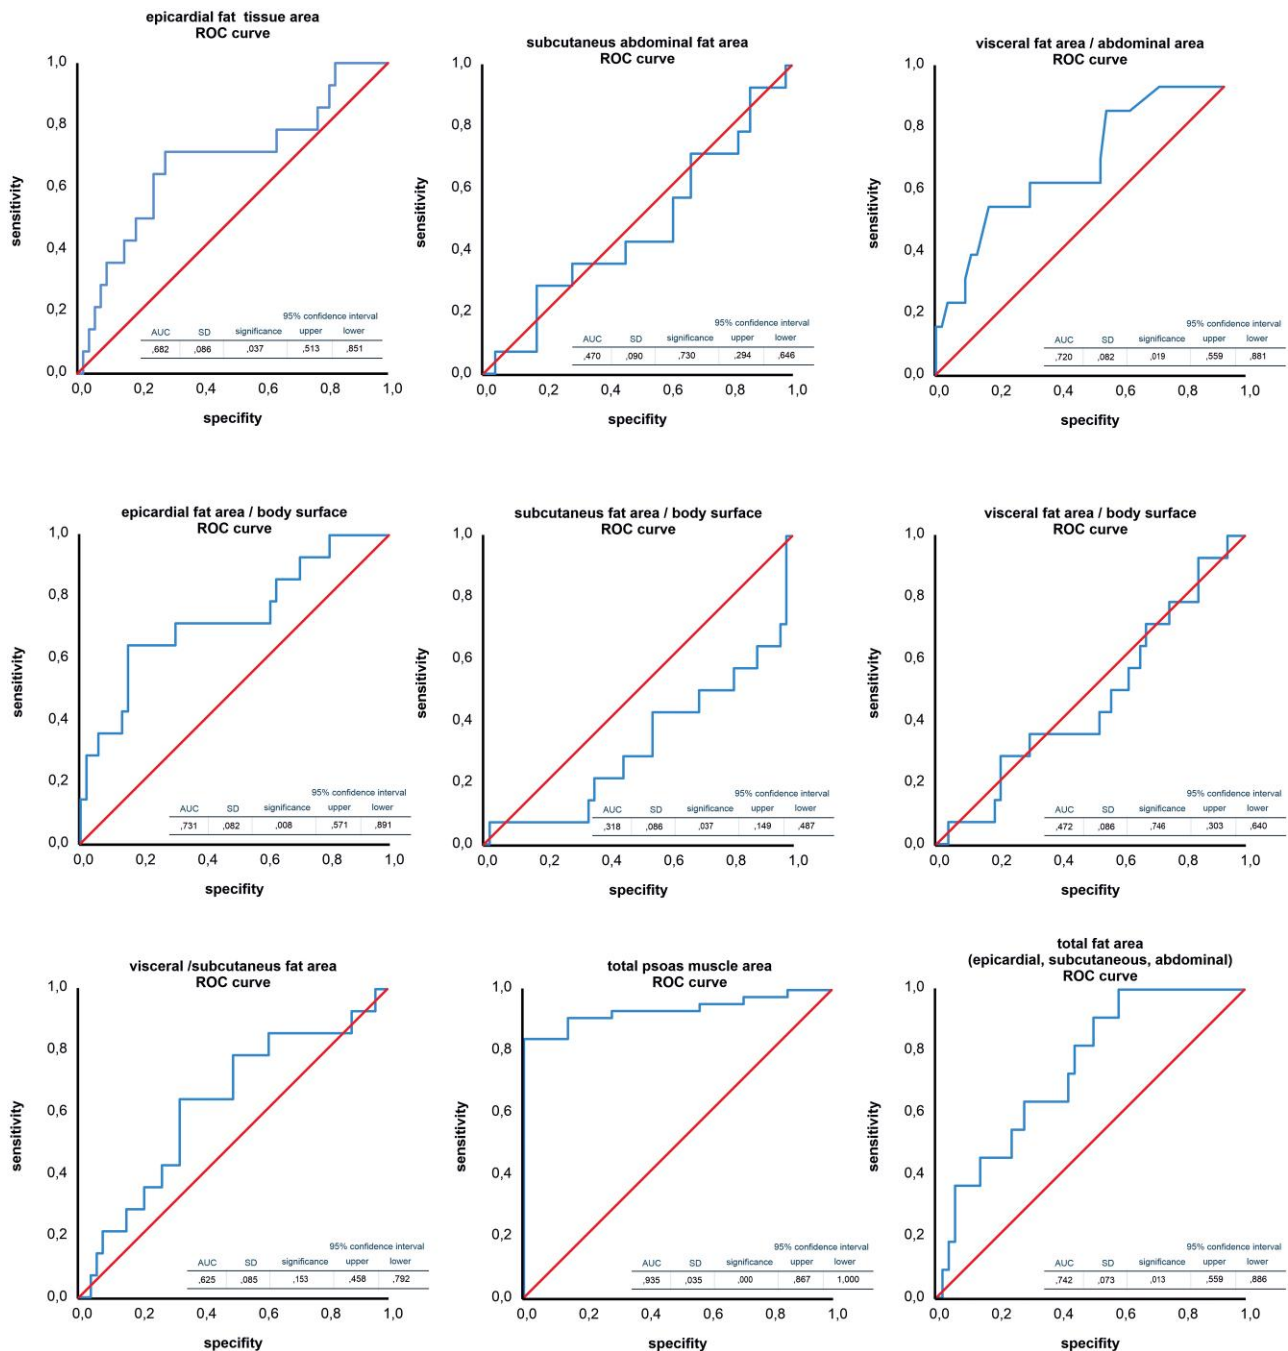 epicardial fat tissue area
ROC curve
1,0
0,8
0,6
0,4
0,2
0,0
sensitivity
0,0 0,2 0,4 0,6 0,8 1,0
specifity
95% confidence interval
AUC SD significance upper lower
,682 ,086 ,037 ,513 ,851
subcutaneus abdominal fat area
ROC curve
1,0
0,8
0,6
0,4
0,2
0,0
sensitivity
0,0 0,2 0,4 0,6 0,8 1,0
specifity
95% confidence interval
AUC SD significance upper lower
,470 ,090 ,730 ,294 ,646
visceral fat area / abdominal area
ROC curve
1,0
0,8
0,6
0,4
0,2
0,0
sensitivity
0,0 0,2 0,4 0,6 0,8 1,0
specifity
95% confidence interval
AUC SD significance upper lower
,720 ,082 ,019 ,559 ,881
epicardial fat area / body surface
ROC curve
1,0
0,8
0,6
0,4
0,2
0,0
sensitivity
0,0 0,2 0,4 0,6 0,8 1,0
specifity
95% confidence interval
AUC SD significance upper lower
,731 ,082 ,008 ,571 ,891
subcutaneus fat area / body surface
ROC curve
1,0
0,8
0,6
0,4
0,2
0,0
sensitivity
0,0 0,2 0,4 0,6 0,8 1,0
specifity
95% confidence interval
AUC SD significance upper lower
,318 ,086 ,037 ,149 ,487
visceral fat area / body surface
ROC curve
1,0
0,8
0,6
0,4
0,2
0,0
sensitivity
0,0 0,2 0,4 0,6 0,8 1,0
specifity
95% confidence interval
AUC SD significance upper lower
,472 ,086 ,746 ,303 ,640
visceral /subcutaneus fat area
ROC curve
1,0
0,8
0,6
0,4
0,2
0,0
sensitivity
0,0 0,2 0,4 0,6 0,8 1,0
specifity
95% confidence interval
AUC SD significance upper lower
,625 ,085 ,153 ,458 ,792
total psoas muscle area
ROC curve
1,0
0,8
0,6
0,4
0,2
0,0
sensitivity
0,0 0,2 0,4 0,6 0,8 1,0
specifity
95% confidence interval
AUC SD significance upper lower
,935 ,035 ,000 ,867 1,000
total fat area
(epicardial, subcutaneous, abdominal)
ROC curve
1,0
0,8
0,6
0,4
0,2
0,0
sensitivity
0,0 0,2 0,4 0,6 0,8 1,0
specifity
95% confidence interval
AUC SD significance upper lower
,742 ,073 ,013 ,559 ,886